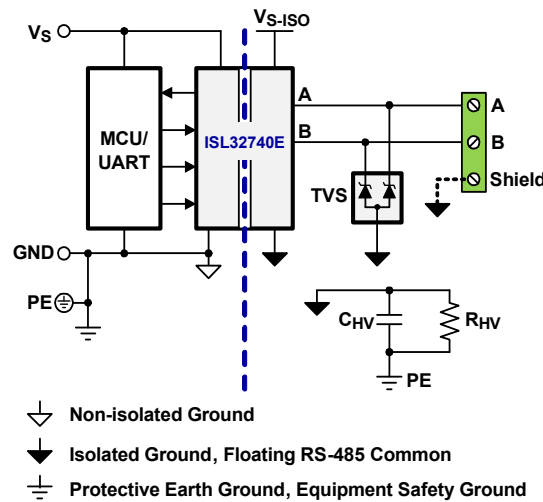 VS
VS-ISO
MCU/
UART
ISL32740E
A
B
A
B
Shield
TVS
GND
PE
CHV
RHV
PE
Non-isolated Ground
Isolated Ground, Floating RS-485 Common
Protective Earth Ground, Equipment Safety Ground